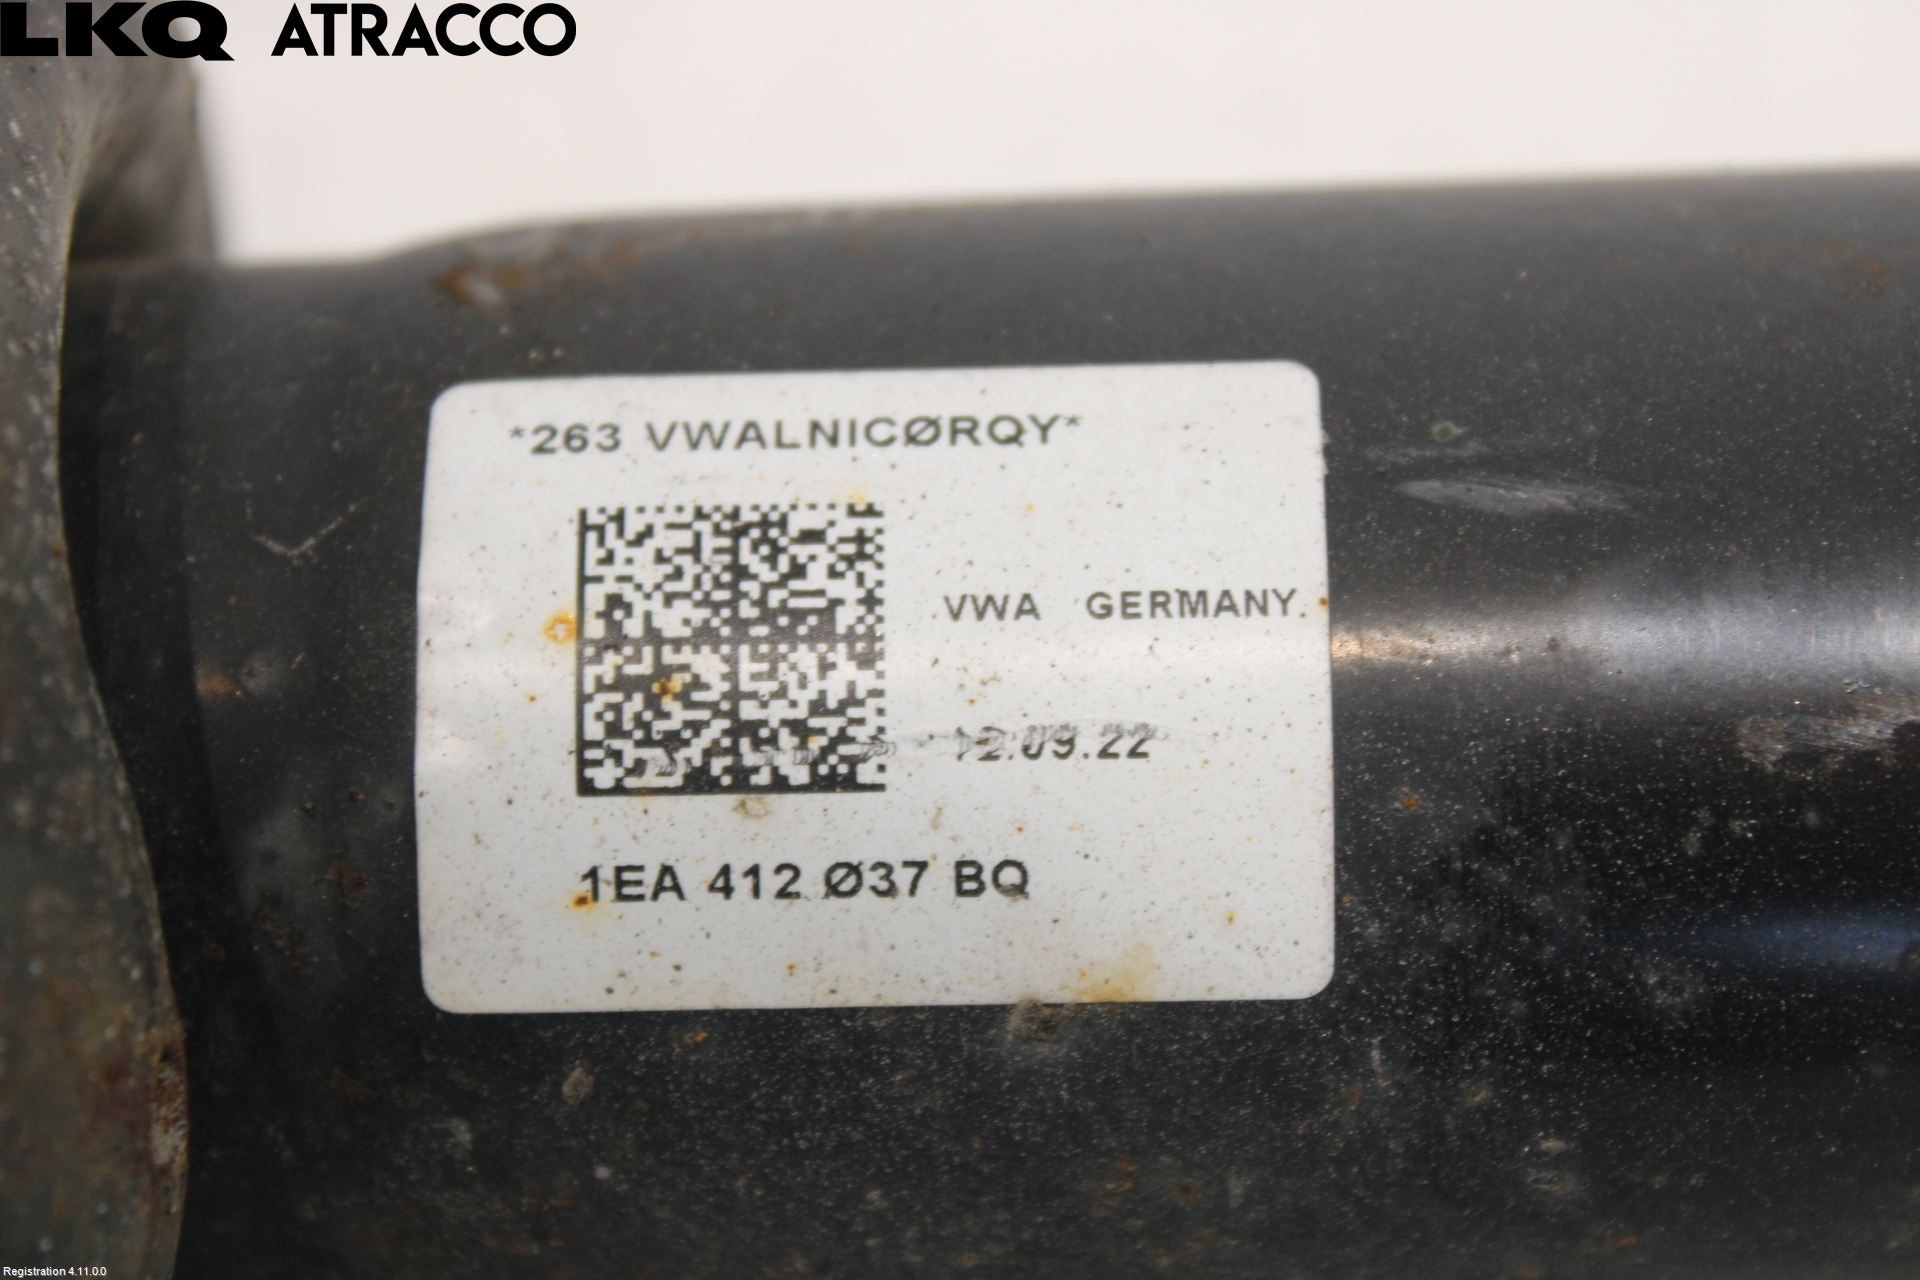 LKQ ATRACCO
*263 VWALNICØRQY*
VWA GERMANY
12.09.22
1EA 412 Ø37 BQ
Registration 4.11.0.0